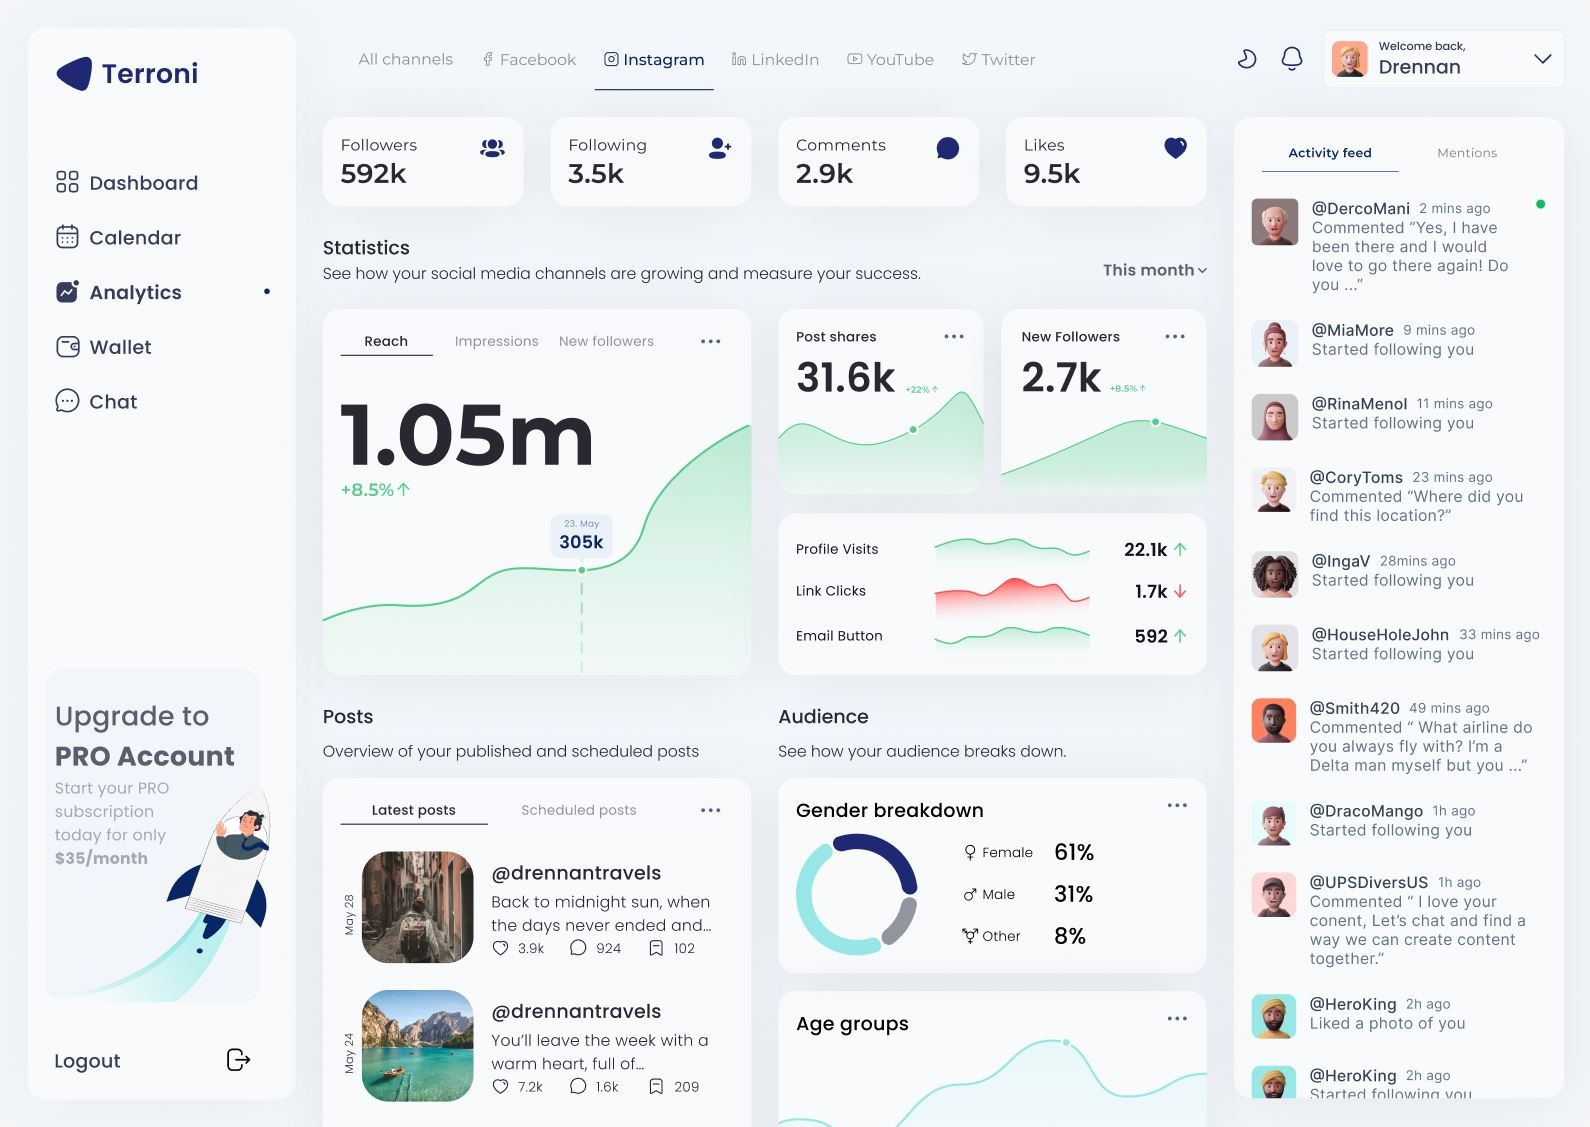 Terroni
Dashboard
Calendar
Analytics
Wallet
Chat
Upgrade to
PRO Account
Start your PRO
subscription
today for only
$35/month
Logout
All channels
Facebook
Instagram
LinkedIn
YouTube
Twitter
Welcome back,
Drennan
Followers
592k
Following
3.5k
Comments
2.9k
Likes
9.5k
Statistics
See how your social media channels are growing and measure your success.
This month
Reach
Impressions
New followers
1.05m
+8.5%↑
23. May
305k
Post shares
31.6k
+22%↑
New Followers
2.7k
+8.5%↑
Profile Visits
22.1k ↑
Link Clicks
1.7k ↓
Email Button
592 ↑
Posts
Overview of your published and scheduled posts
Latest posts
Scheduled posts
May 28
@drennantravels
Back to midnight sun, when
the days never ended and...
3.9k 924 102
May 24
@drennantravels
You’ll leave the week with a
warm heart, full of...
7.2k 1.6k 209
Audience
See how your audience breaks down.
Gender breakdown
Female 61%
Male 31%
Other 8%
Age groups
Activity feed
Mentions
@DercoMani 2 mins ago
Commented “Yes, I have
been there and I would
love to go there again! Do
you ...”
@MiaMore 9 mins ago
Started following you
@RinaMenol 11 mins ago
Started following you
@CoryToms 23 mins ago
Commented “Where did you
find this location?”
@IngaV 28mins ago
Started following you
@HouseHoleJohn 33 mins ago
Started following you
@Smith420 49 mins ago
Commented “ What airline do
you always fly with? I’m a
Delta man myself but you ...”
@DracoMango 1h ago
Started following you
@UPSDiversUS 1h ago
Commented “ I love your
conent, Let’s chat and find a
way we can create content
together.”
@HeroKing 2h ago
Liked a photo of you
@HeroKing 2h ago
Started following you